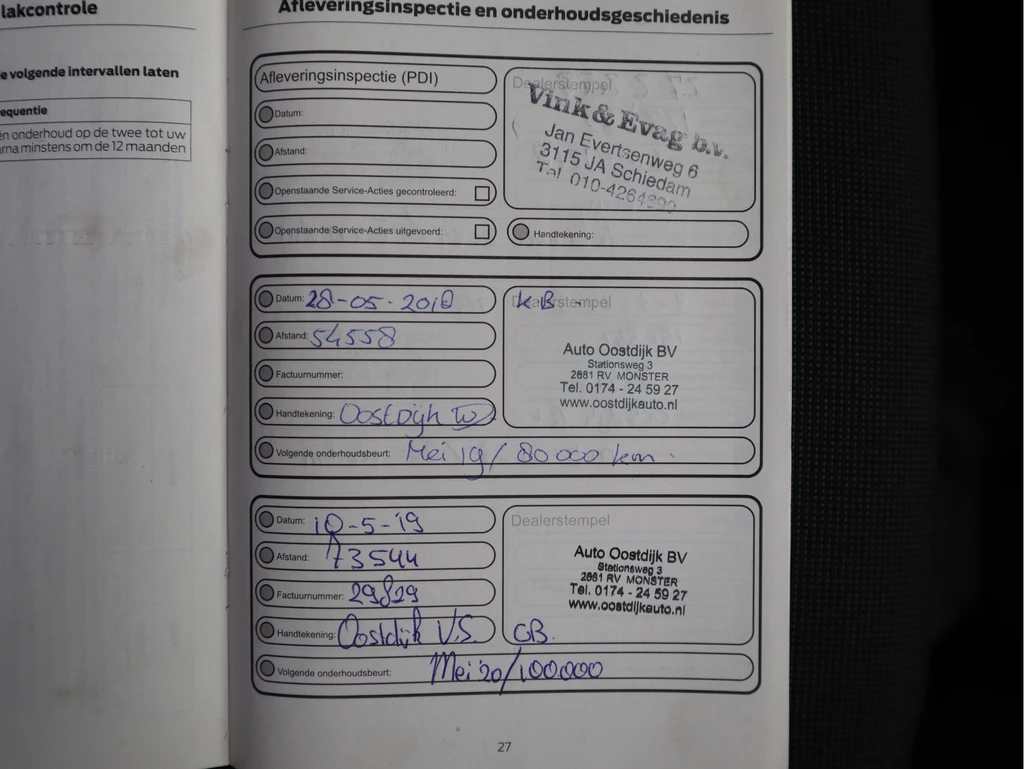 lakcontrole
e volgende intervallen laten
equentie
en onderhoud op de twee tot uw
rna minstens om de 12 maanden
Afleveringsinspectie en onderhoudsgeschiedenis
Afleveringsinspectie (PDI)
Datum:
Afstand:
Openstaande Service-Acties gecontroleerd:
Openstaande Service-Acties uitgevoerd:
Dealerstempel
Vink & Evag b.v.
Jan Evertsenweg 6
3115 JA Schiedam
Tel 010-4264390
Handtekening:
Datum: 28-05-2018
Afstand: 54558
Factuurnummer:
Handtekening: Oostdijk
Volgende onderhoudsbeurt: Mei 19 / 80000 km.
Dealerstempel
KB
Auto Oostdijk BV
Stationsweg 3
2681 RV MONSTER
Tel. 0174 - 24 59 27
www.oostdijkauto.nl
Datum: 10-5-'19
Afstand: 73544
Factuurnummer: 29829
Handtekening: Oostdijk V.S
Volgende onderhoudsbeurt: Mei '20/100.000
Dealerstempel
Auto Oostdijk BV
Stationsweg 3
2681 RV MONSTER
Tel. 0174 - 24 59 27
www.oostdijkauto.nl
GB.
27